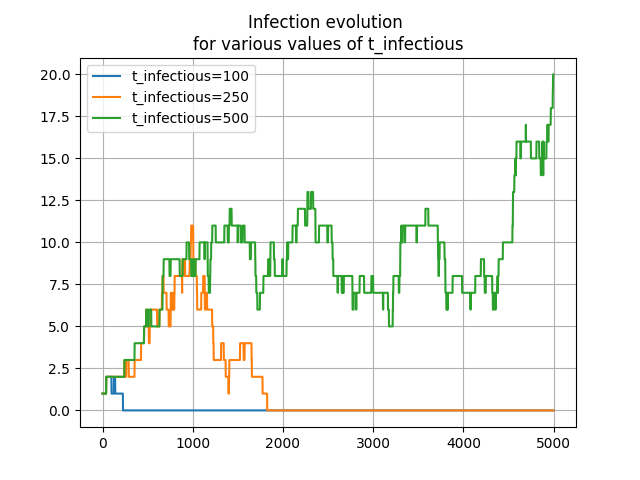 Infection evolution
for various values of t_infectious
t_infectious=100
t_infectious=250
t_infectious=500
20.0
17.5
15.0
12.5
10.0
7.5
5.0
2.5
0.0
0 1000 2000 3000 4000 5000